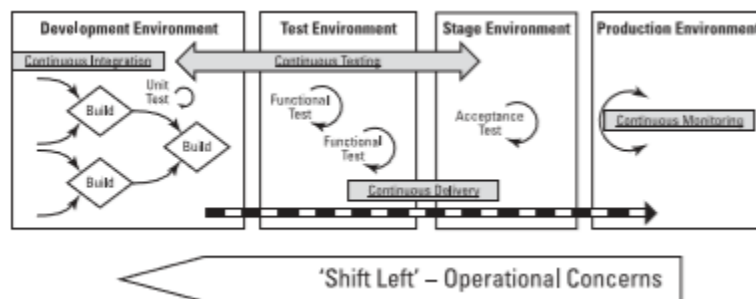 Development Environment
Test Environment
Stage Environment
Production Environment
Continuous Integration
Continuous Testing
Unit
Test
Build
Build
Build
Functional
Test
Functional
Test
Acceptance
Test
Continuous Monitoring
Continuous Delivery
'Shift Left' – Operational Concerns